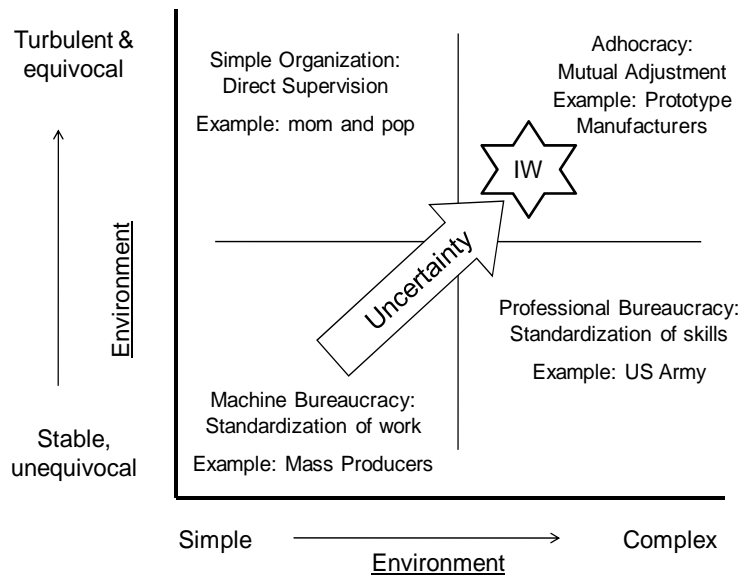 Turbulent &
equivocal
Environment
Stable,
unequivocal
Simple Organization:
Direct Supervision
Example: mom and pop
Adhocracy:
Mutual Adjustment
Example: Prototype
Manufacturers
IW
Uncertainty
Machine Bureaucracy:
Standardization of work
Example: Mass Producers
Professional Bureaucracy:
Standardization of skills
Example: US Army
Simple
Environment
Complex